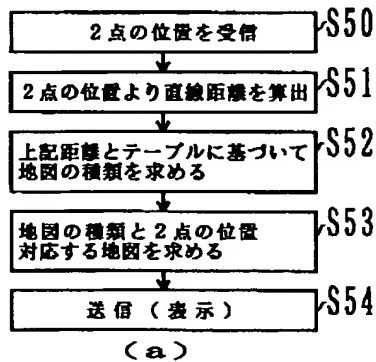 2点の位置を受信
S50
2点の位置より直線距離を算出
S51
上記距離とテーブルに基づいて
地図の種類を求める
S52
地図の種類と2点の位置
対応する地図を求める
S53
送信(表示)
S54
(a)